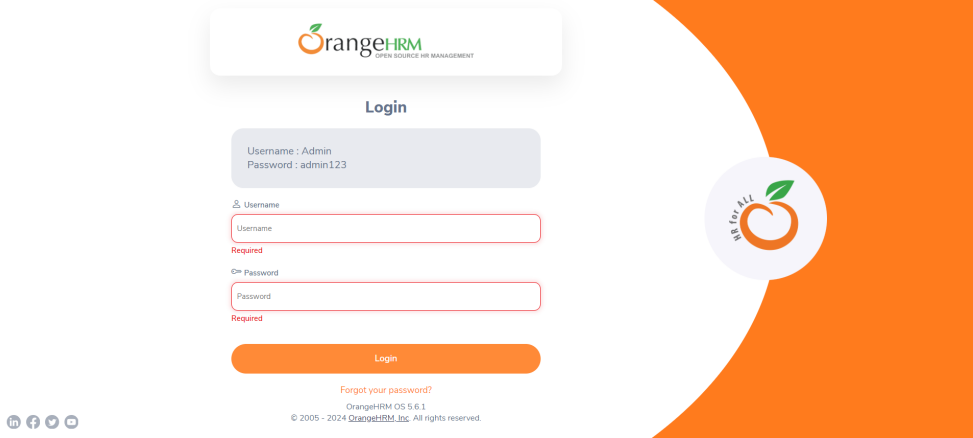 OrangeHRM
OPEN SOURCE HR MANAGEMENT
Login
Username : Admin
Password : admin123
Username
Username
Required
Password
Password
Required
Login
Forgot your password?
OrangeHRM OS 5.6.1
© 2005 - 2024 OrangeHRM, Inc. All rights reserved.
HR for ALL